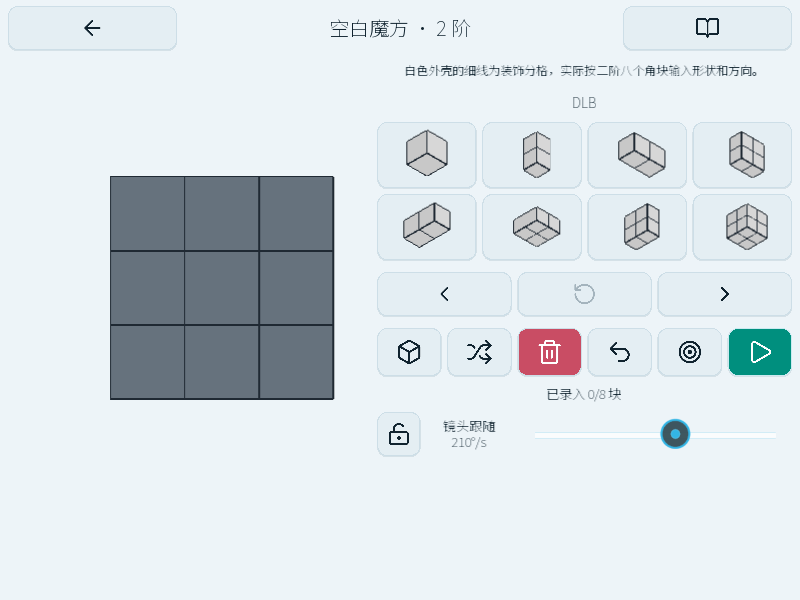 空白魔方 · 2 阶
白色外壳的细线为装饰分格，实际按二阶八个角块输入形状和方向。
DLB
已录入 0/8 块
镜头跟随
210°/s